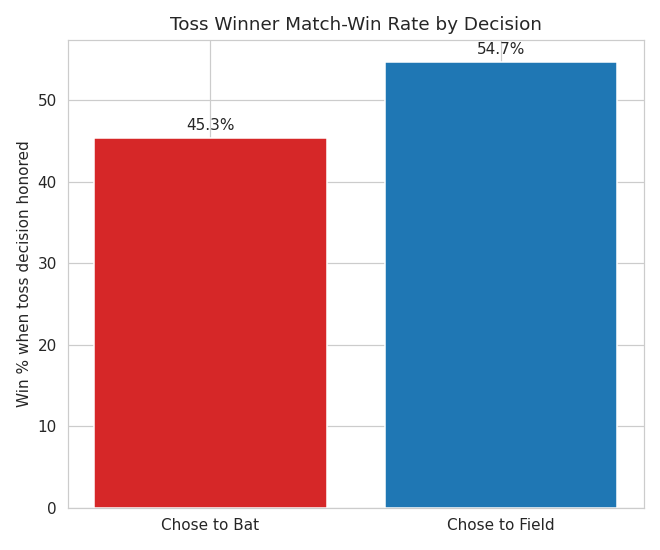 Toss Winner Match-Win Rate by Decision
54.7%
45.3%
50
40
30
20
10
0
Win % when toss decision honored
Chose to Bat
Chose to Field